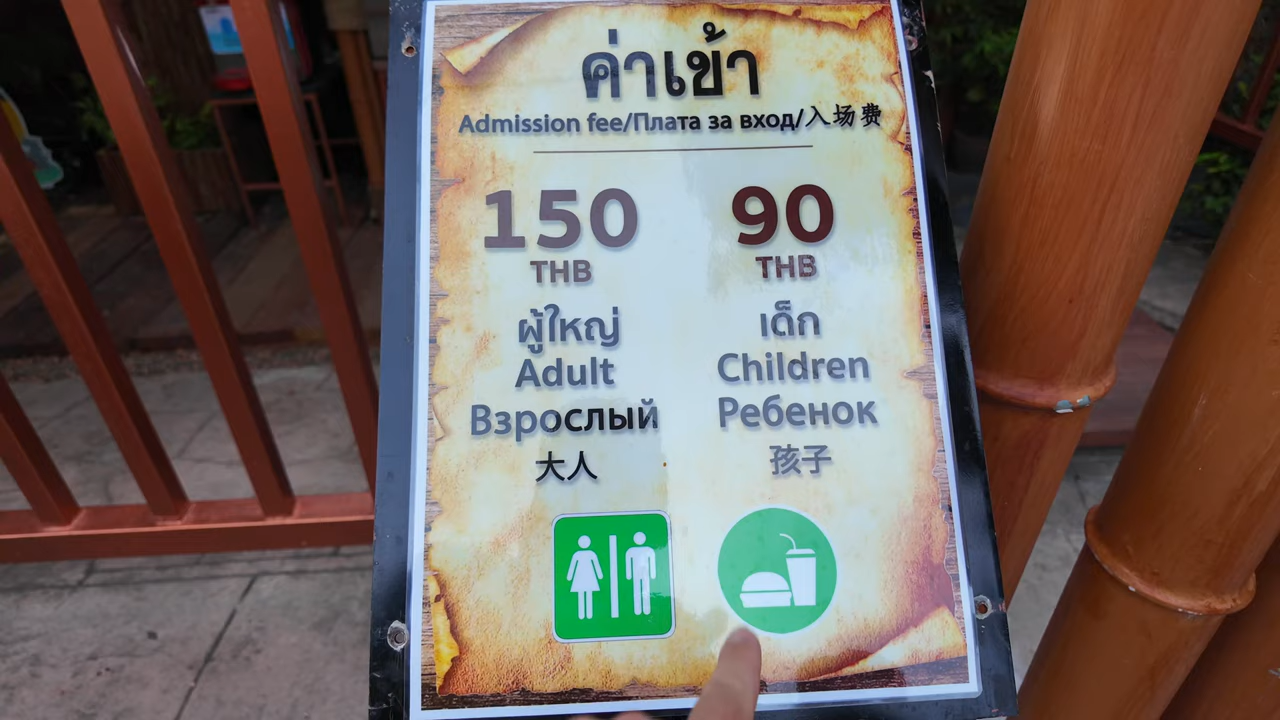 ค่าเข้า
Admission fee/Плата за вход/入场费
150 90
THB THB
ผู้ใหญ่ เด็ก
Adult Children
Взрослый Ребенок
大人 孩子